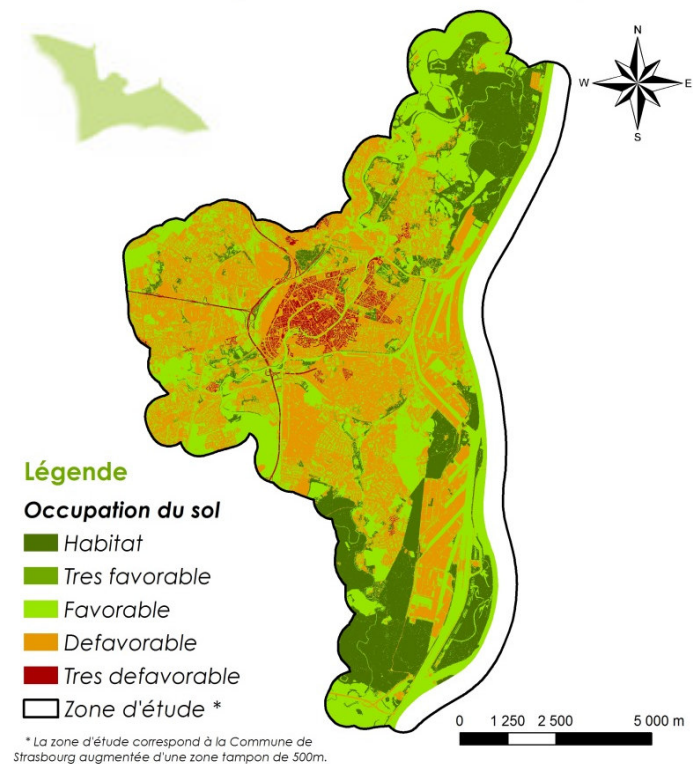 N
W E
S
Légende
Occupation du sol
Habitat
Tres favorable
Favorable
Defavorable
Tres defavorable
Zone d'étude *
* La zone d'étude correspond à la Commune de
Strasbourg augmentée d'une zone tampon de 500m.
0 1 250 2 500 5 000 m